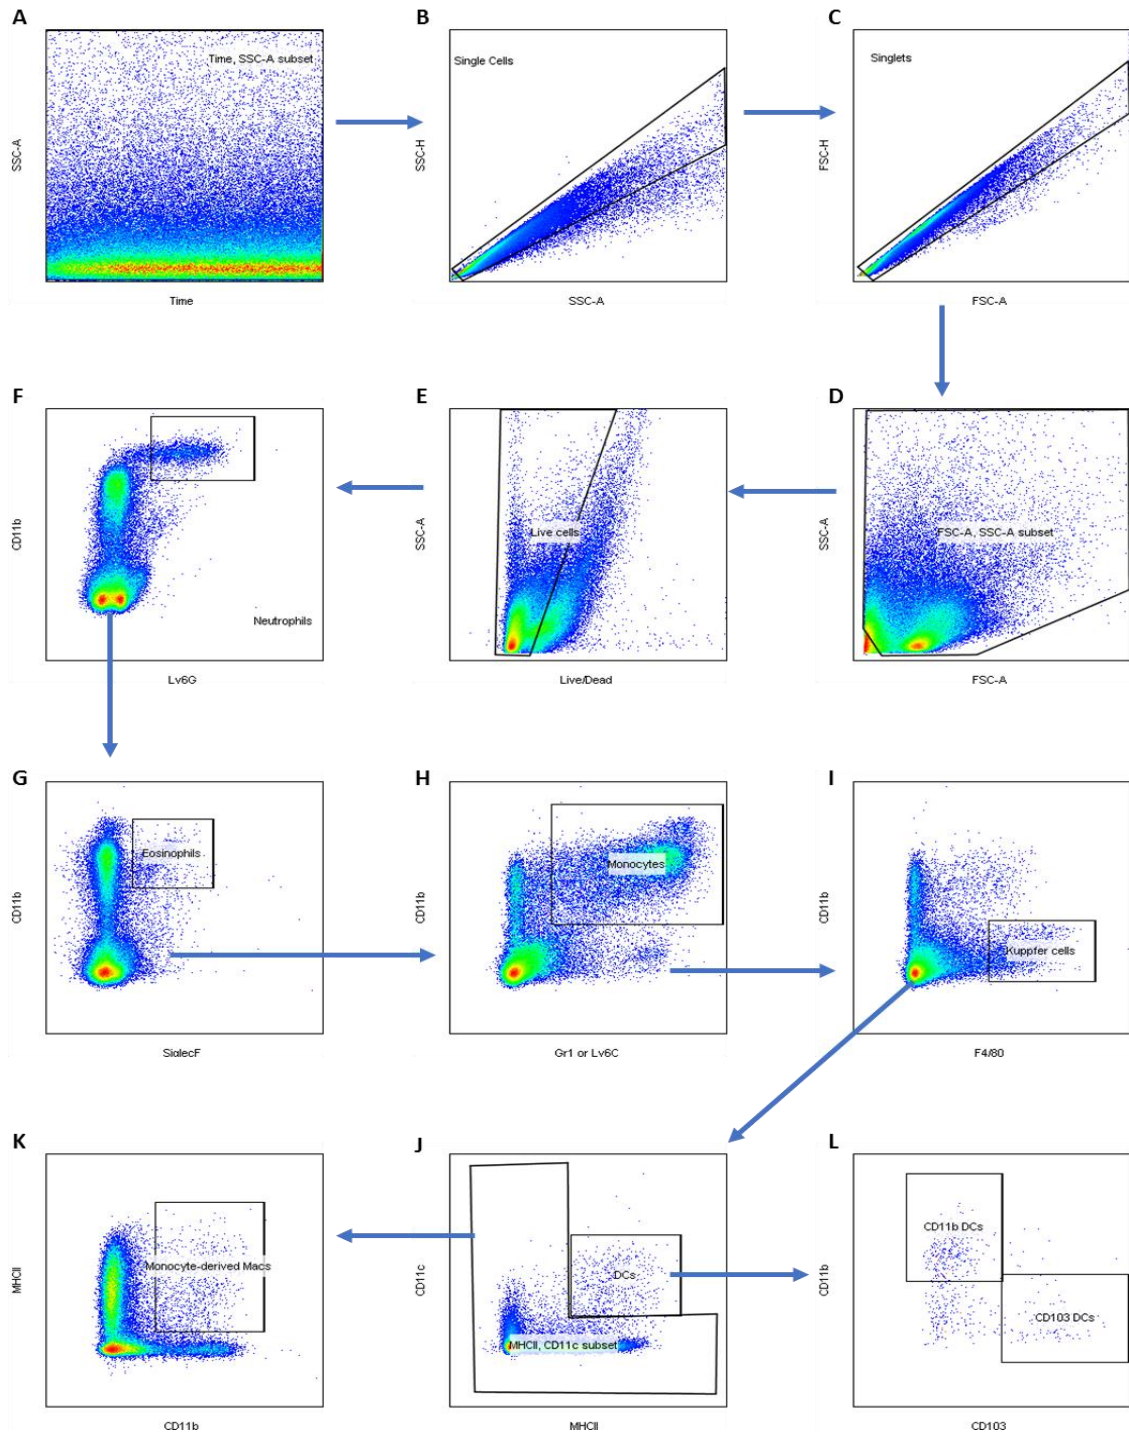 A
B
C
Time, SSC-A subset
Single Cells
Singlets
SSC-A
SSC-H
FSC-H
Time
SSC-A
FSC-A
F
E
D
CD11b
SSC-A
SSC-A
Live cells
FSC-A, SSC-A subset
Neutrophils
Ly6G
Live/Dead
FSC-A
G
H
I
Eosinophils
Monocytes
Kuppfer cells
CD11b
CD11b
CD11b
SiglecF
Gr1 or Ly6C
F4/80
K
J
L
Monocyte-derived Macs
DCs
MHCII, CD11c subset
CD11b DCs
CD103 DCs
MHCII
CD11c
CD11b
CD11b
MHCII
CD103